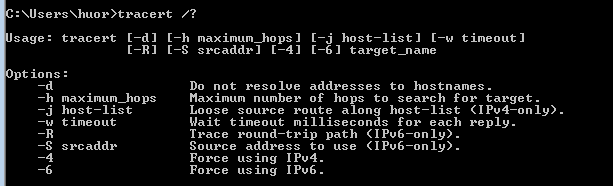 C:\Users\huor>tracert /?
Usage: tracert [-d] [-h maximum_hops] [-j host-list] [-w timeout]
[-R] [-S srcaddr] [-4] [-6] target_name
Options:
-d Do not resolve addresses to hostnames.
-h maximum_hops Maximum number of hops to search for target.
-j host-list Loose source route along host-list (IPv4-only).
-w timeout Wait timeout milliseconds for each reply.
-R Trace round-trip path (IPv6-only).
-S srcaddr Source address to use (IPv6-only).
-4 Force using IPv4.
-6 Force using IPv6.